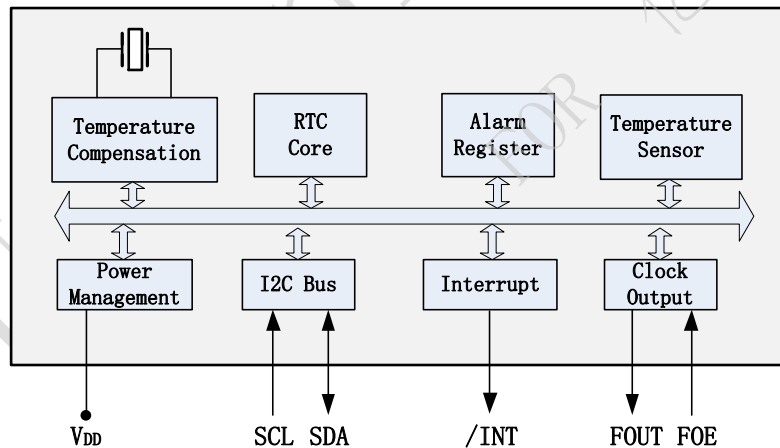 Temperature
Compensation
RTC
Core
Alarm
Register
Temperature
Sensor
Power
Management
I2C Bus
Interrupt
Clock
Output
VDD
SCL SDA
/INT
FOUT FOE
FOR